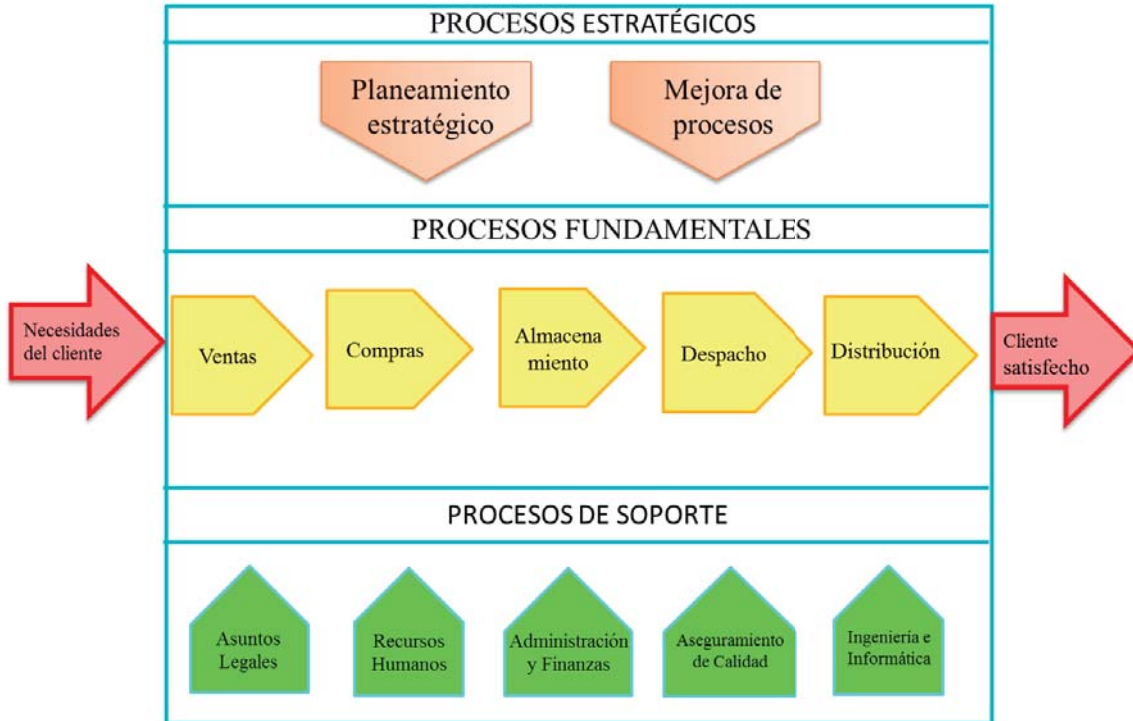 PROCESOS ESTRATÉGICOS
Planeamiento
estratégico
Mejora de
procesos
PROCESOS FUNDAMENTALES
Necesidades
del cliente
Ventas
Compras
Almacena
miento
Despacho
Distribución
Cliente
satisfecho
PROCESOS DE SOPORTE
Asuntos
Legales
Recursos
Humanos
Administración
y Finanzas
Aseguramiento
de Calidad
Ingeniería e
Informática